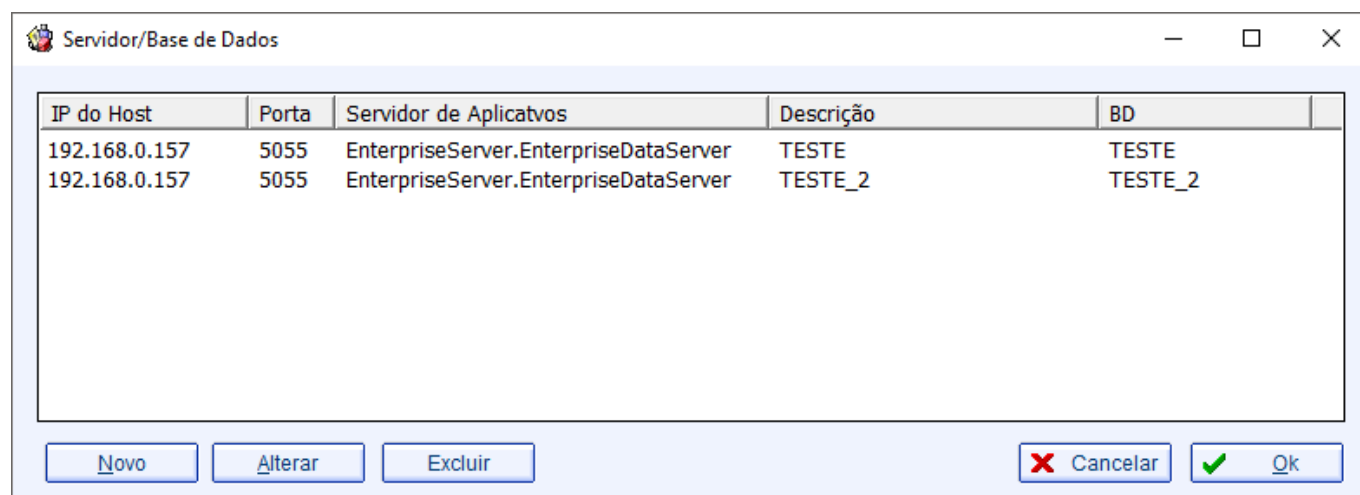 Servidor/Base de Dados
IP do Host Porta Servidor de Aplicatvos Descrição BD
192.168.0.157 5055 EnterpriseServer.EnterpriseDataServer TESTE TESTE
192.168.0.157 5055 EnterpriseServer.EnterpriseDataServer TESTE_2 TESTE_2
Novo Alterar Excluir Cancelar Ok